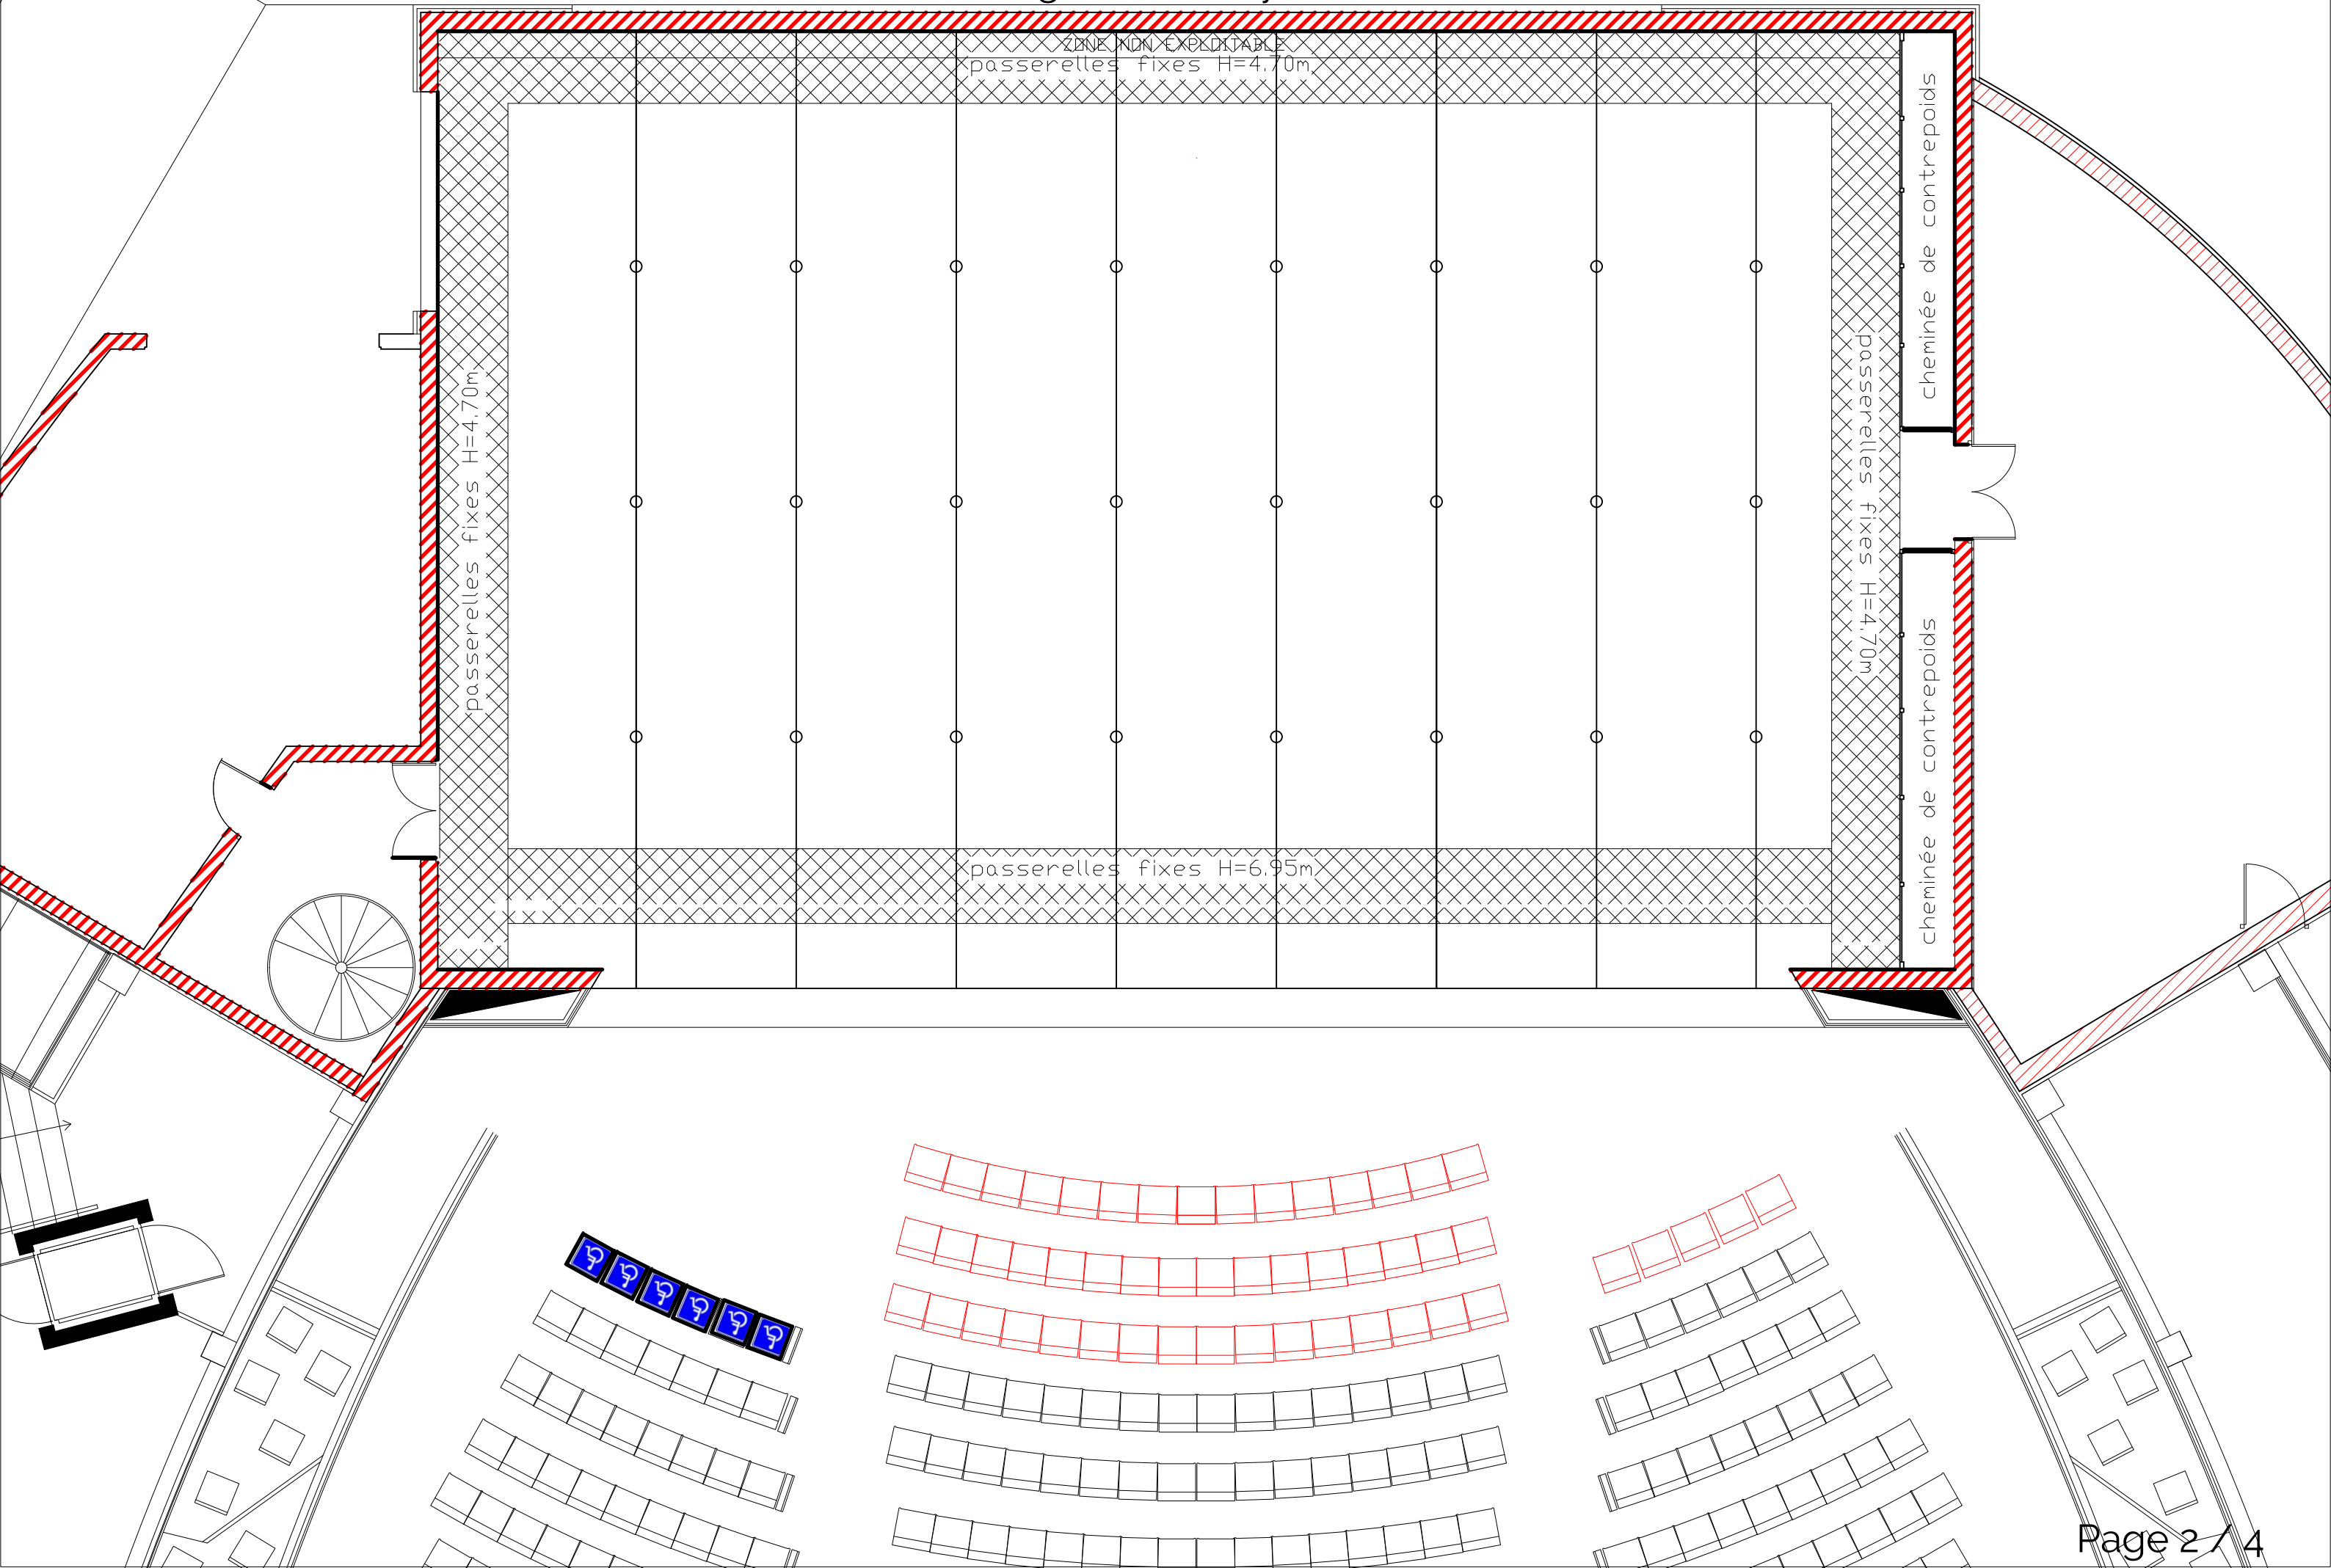 ZONE NON EXPLOITABLE
passerelles fixes H=4.70m
cheminée de contrepoids
passerelles fixes H=4.70m
passerelles fixes H=4.70m
cheminée de contrepoids
passerelles fixes H=6.95m
Page 2 / 4